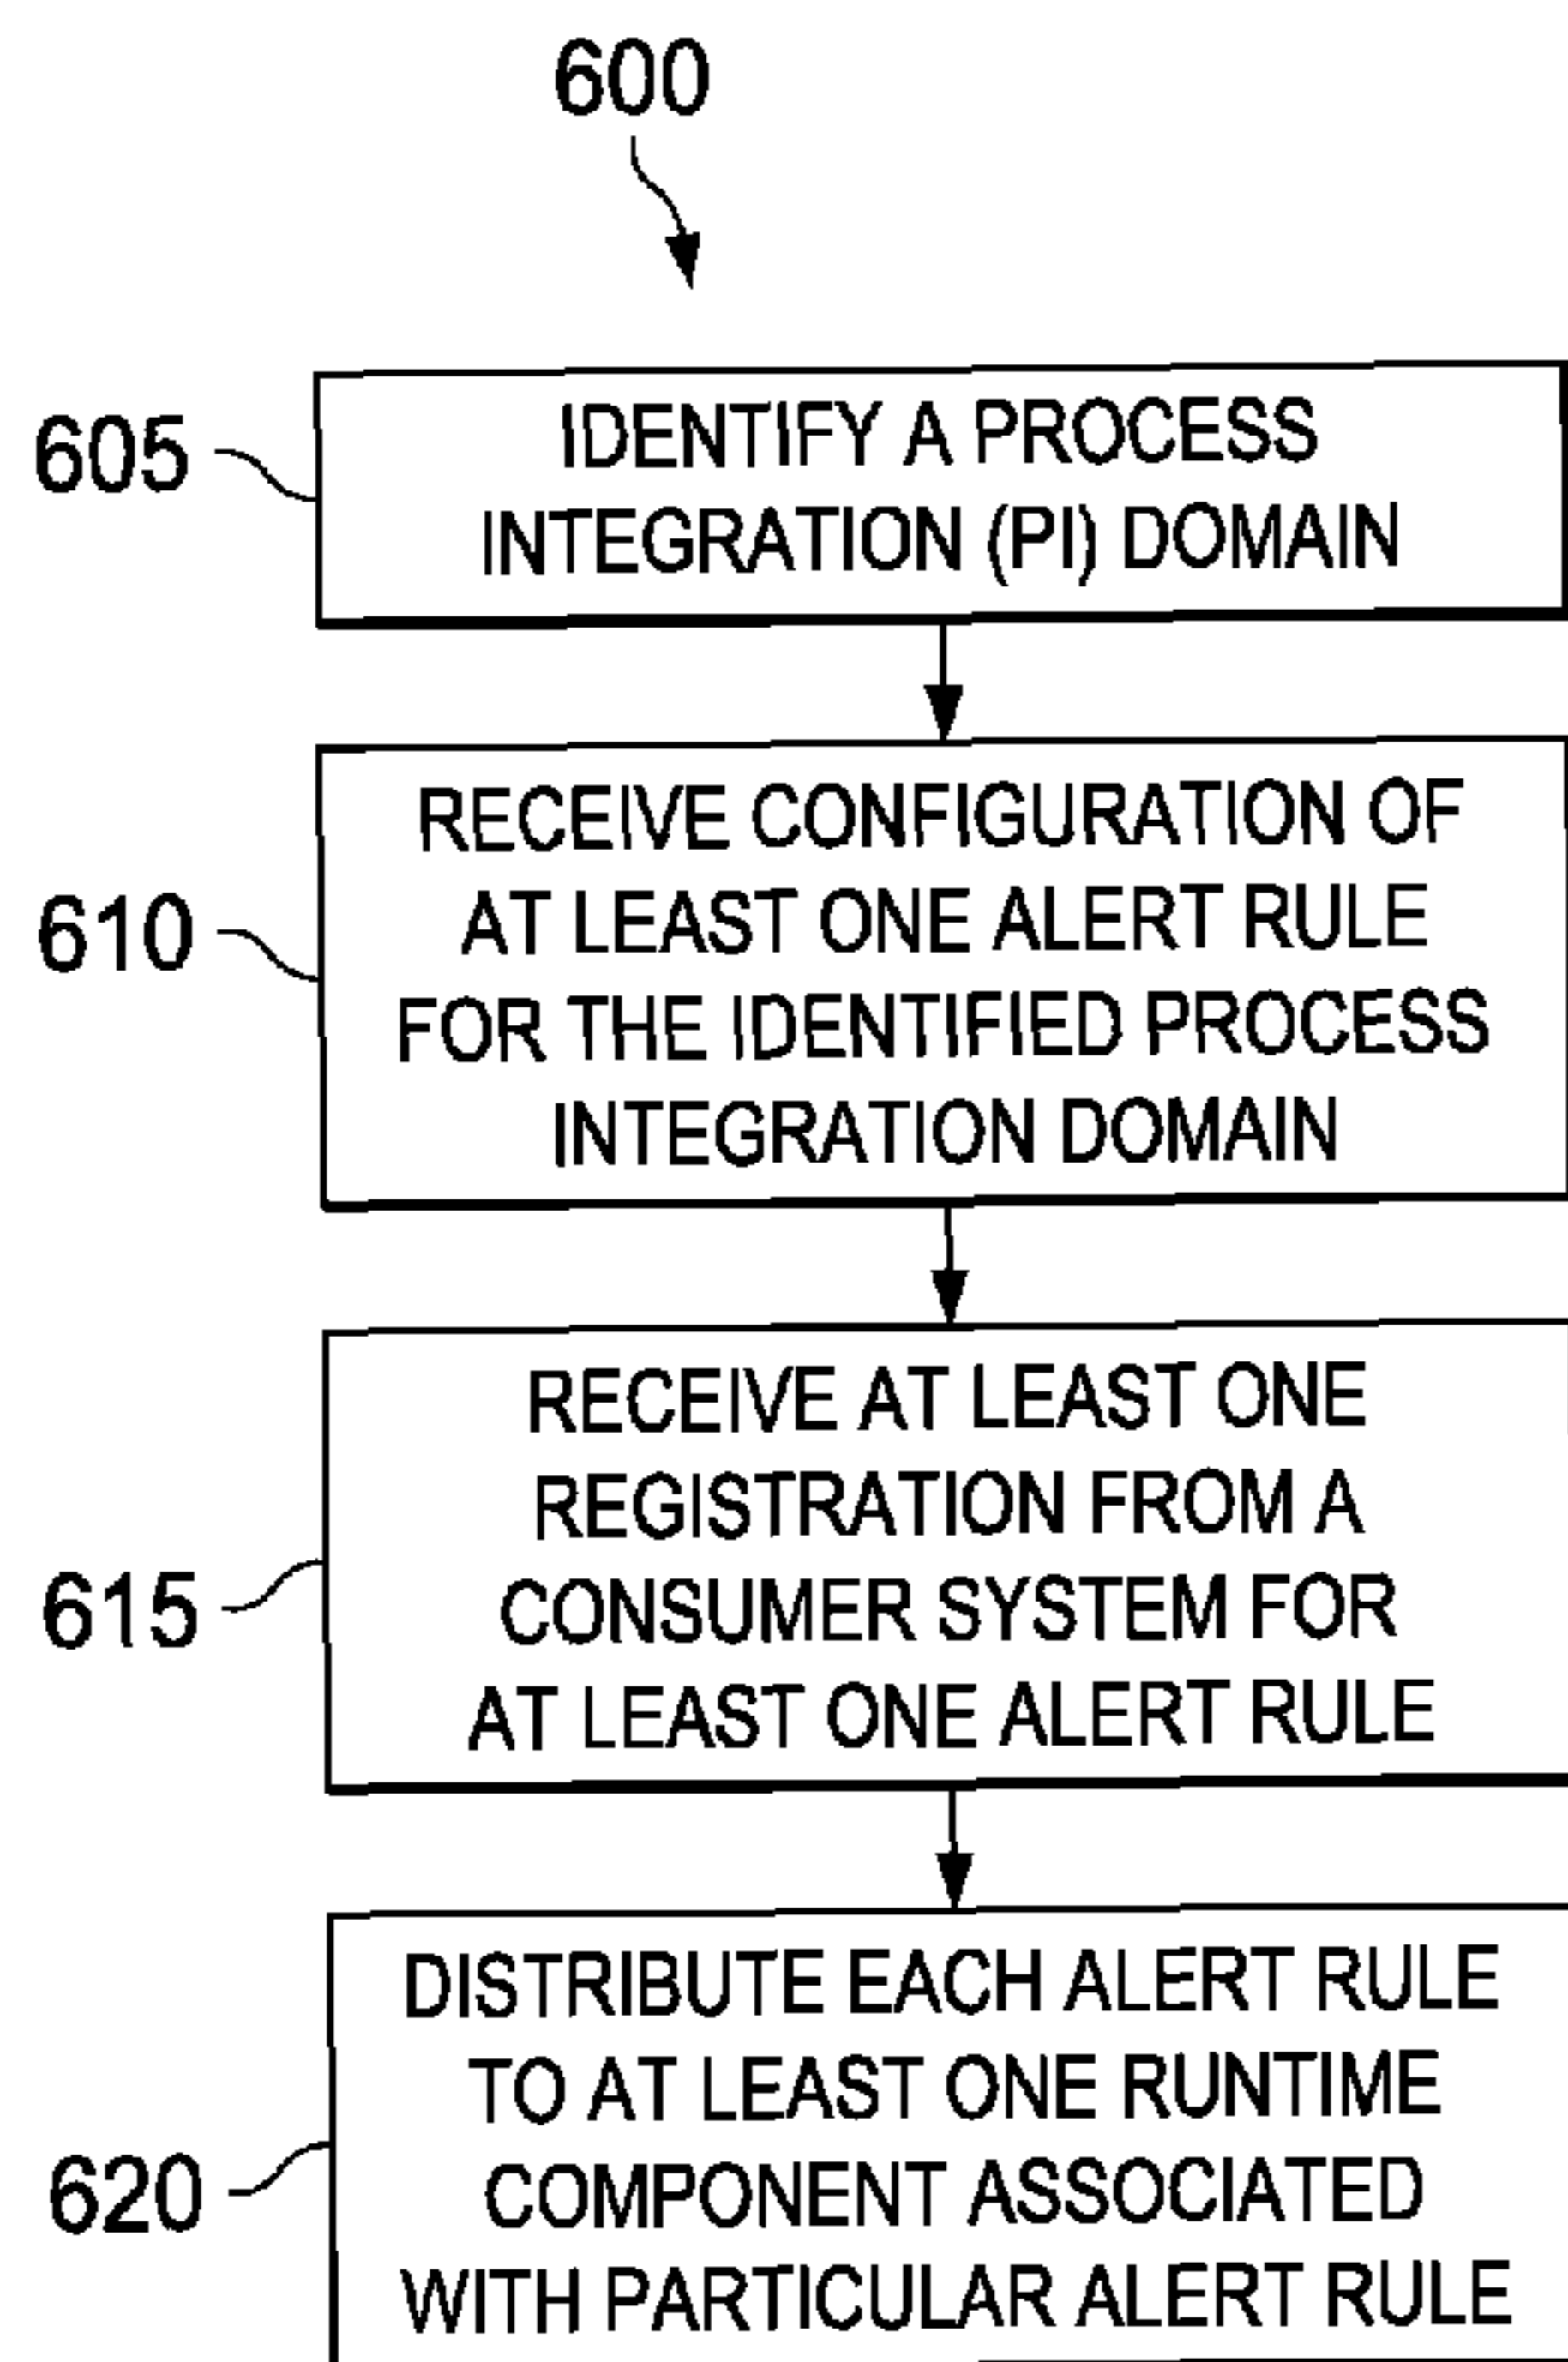 600
605
IDENTIFY A PROCESS
INTEGRATION (PI) DOMAIN
610
RECEIVE CONFIGURATION OF
AT LEAST ONE ALERT RULE
FOR THE IDENTIFIED PROCESS
INTEGRATION DOMAIN
615
RECEIVE AT LEAST ONE
REGISTRATION FROM A
CONSUMER SYSTEM FOR
AT LEAST ONE ALERT RULE
620
DISTRIBUTE EACH ALERT RULE
TO AT LEAST ONE RUNTIME
COMPONENT ASSOCIATED
WITH PARTICULAR ALERT RULE